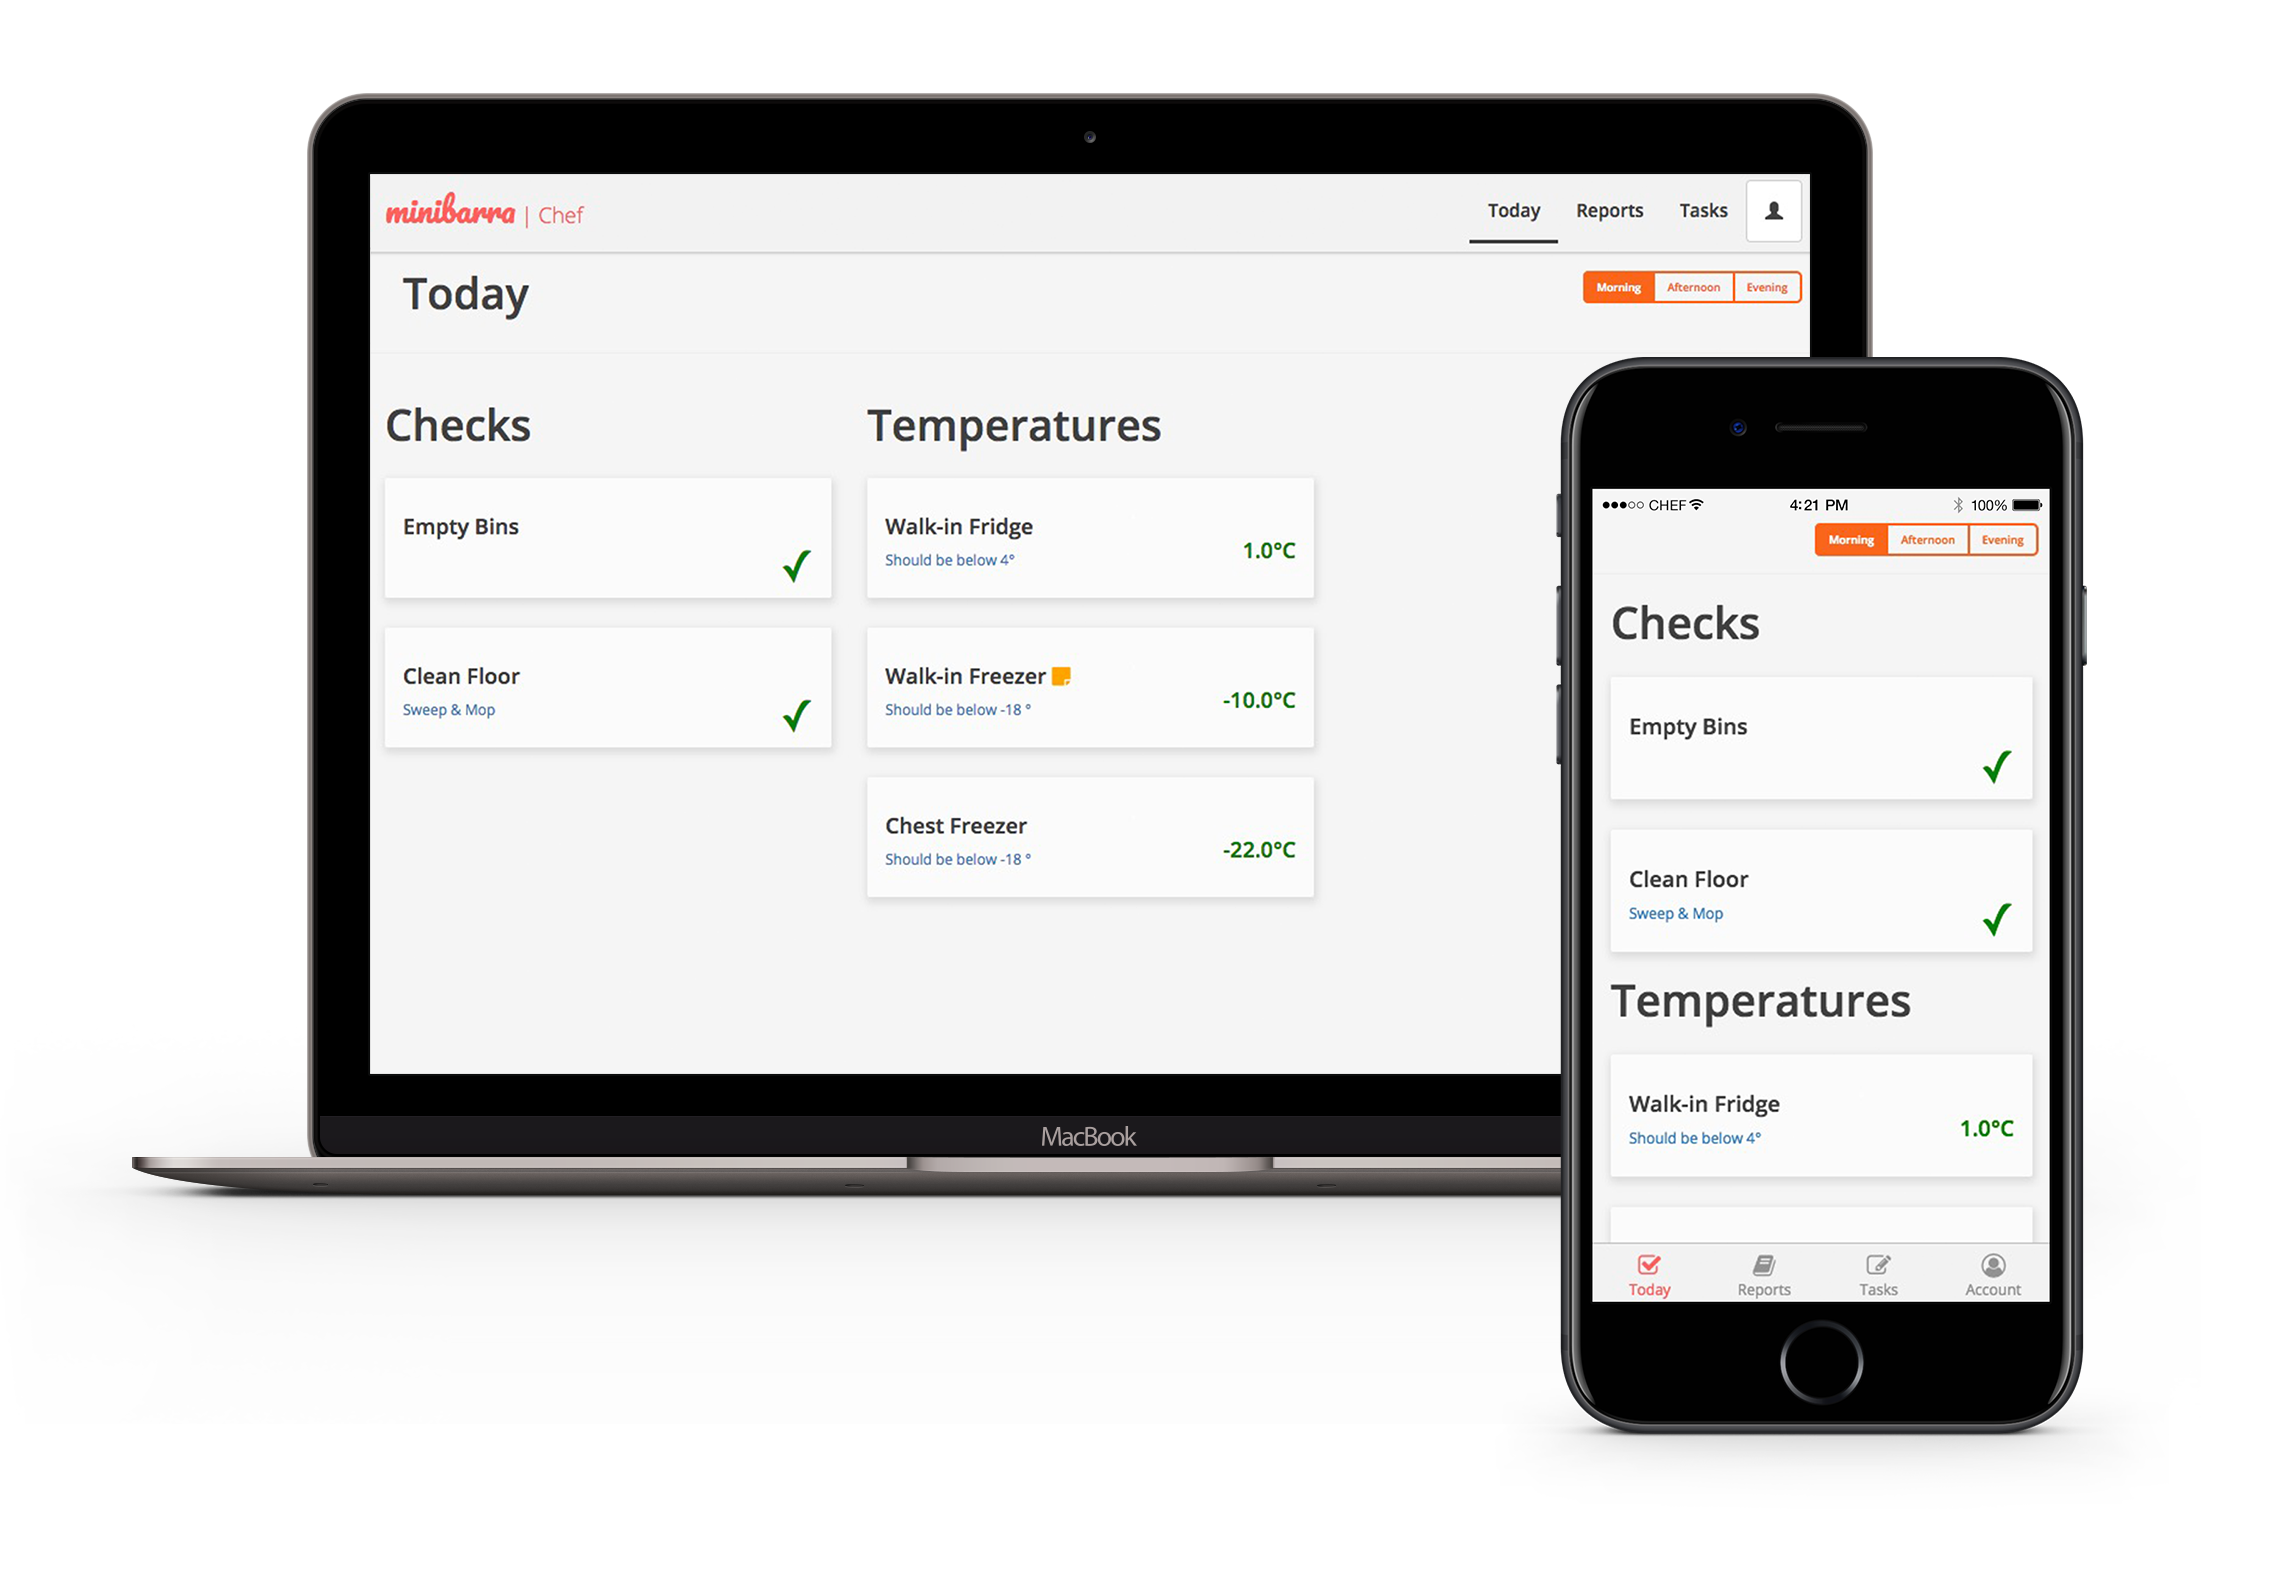 minibarra | Chef
Today Reports Tasks
Today
Morning Afternoon Evening
Checks
Empty Bins
Clean Floor
Sweep & Mop
Temperatures
Walk-in Fridge
Should be below 4°
1.0°C
Walk-in Freezer
Should be below -18 °
-10.0°C
Chest Freezer
Should be below -18 °
-22.0°C
MacBook
CHEF 4:21 PM 100%
Morning Afternoon Evening
Checks
Empty Bins
Clean Floor
Sweep & Mop
Temperatures
Walk-in Fridge
Should be below 4°
1.0°C
Today Reports Tasks Account